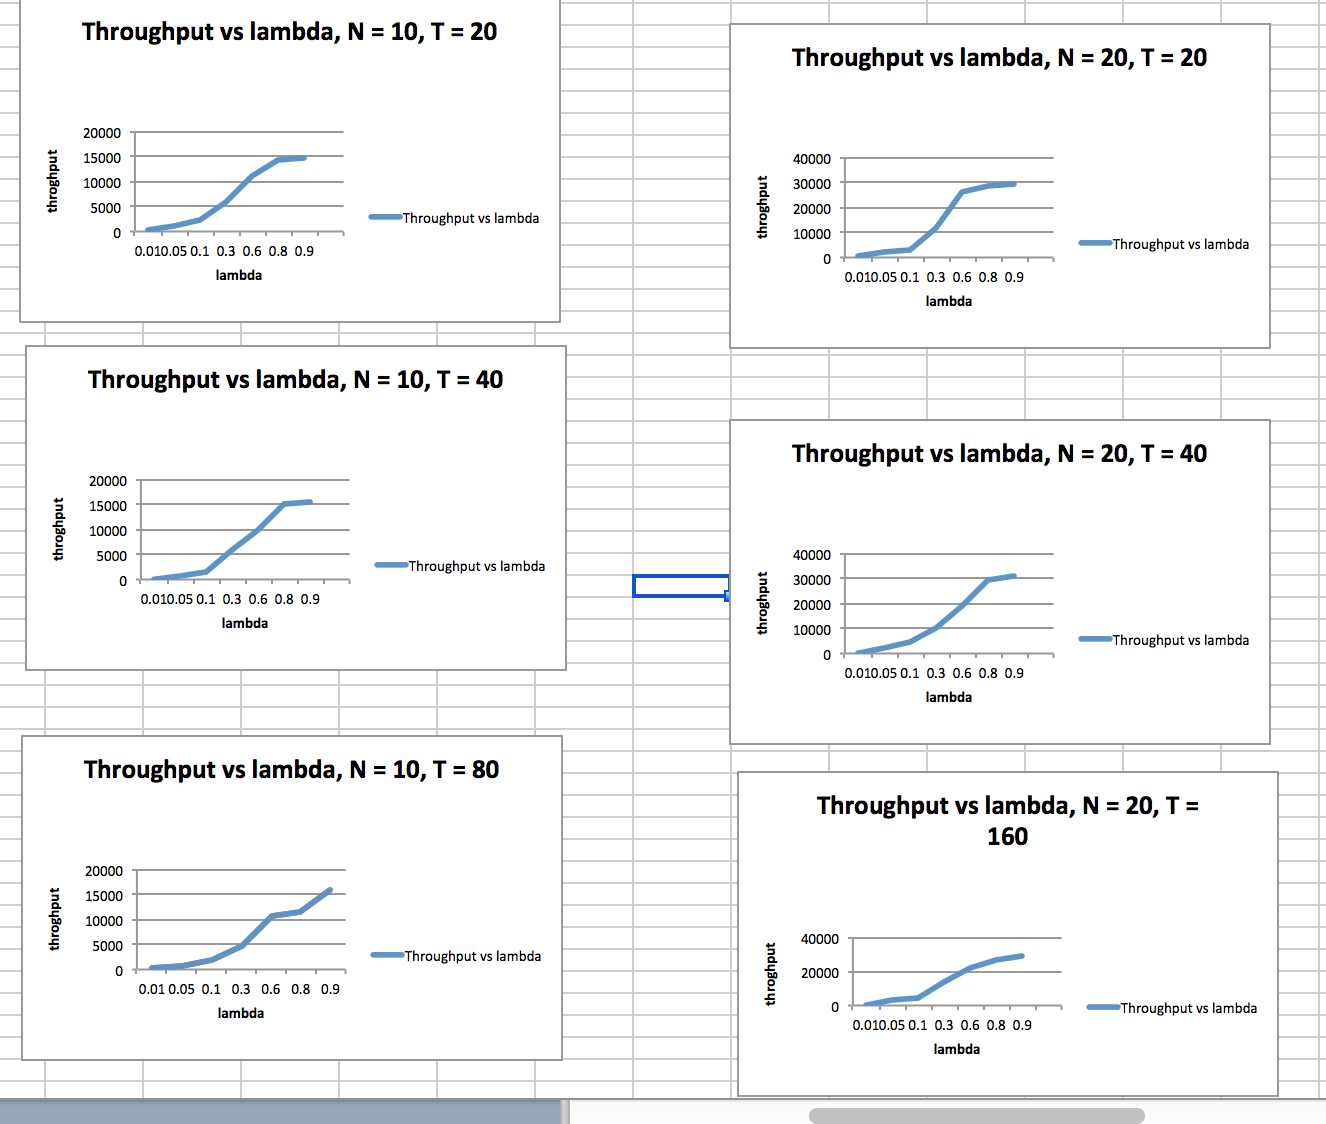 Throughput vs lambda, N = 10, T = 20
20000
15000
10000
5000
0
throghput
0.01 0.05 0.1 0.3 0.6 0.8 0.9
lambda
Throughput vs lambda
Throughput vs lambda, N = 20, T = 20
40000
30000
20000
10000
0
throghput
0.01 0.05 0.1 0.3 0.6 0.8 0.9
lambda
Throughput vs lambda
Throughput vs lambda, N = 10, T = 40
20000
15000
10000
5000
0
throghput
0.01 0.05 0.1 0.3 0.6 0.8 0.9
lambda
Throughput vs lambda
Throughput vs lambda, N = 20, T = 40
40000
30000
20000
10000
0
throghput
0.01 0.05 0.1 0.3 0.6 0.8 0.9
lambda
Throughput vs lambda
Throughput vs lambda, N = 10, T = 80
20000
15000
10000
5000
0
throghput
0.01 0.05 0.1 0.3 0.6 0.8 0.9
lambda
Throughput vs lambda
Throughput vs lambda, N = 20, T =
160
40000
20000
0
throghput
0.01 0.05 0.1 0.3 0.6 0.8 0.9
lambda
Throughput vs lambda